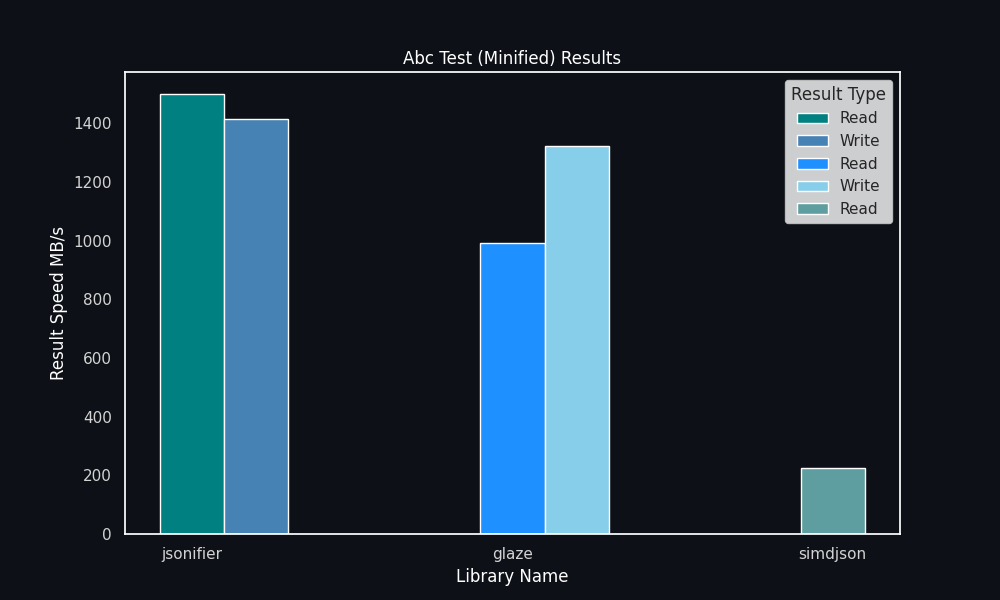 Abc Test (Minified) Results
Result Type
Read
Write
Read
Write
Read
Result Speed MB/s
1400
1200
1000
800
600
400
200
0
jsonifier glaze simdjson
Library Name